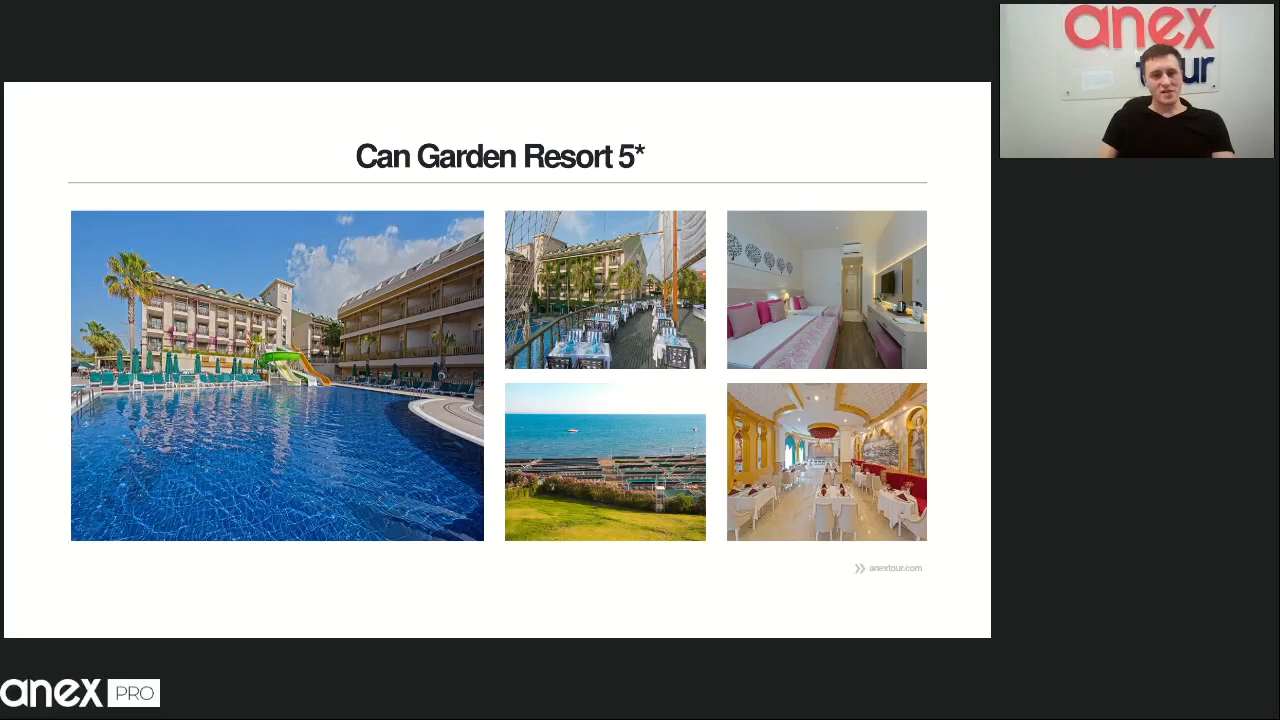 anex
tour
Can Garden Resort 5*
anextour.com
anex PRO